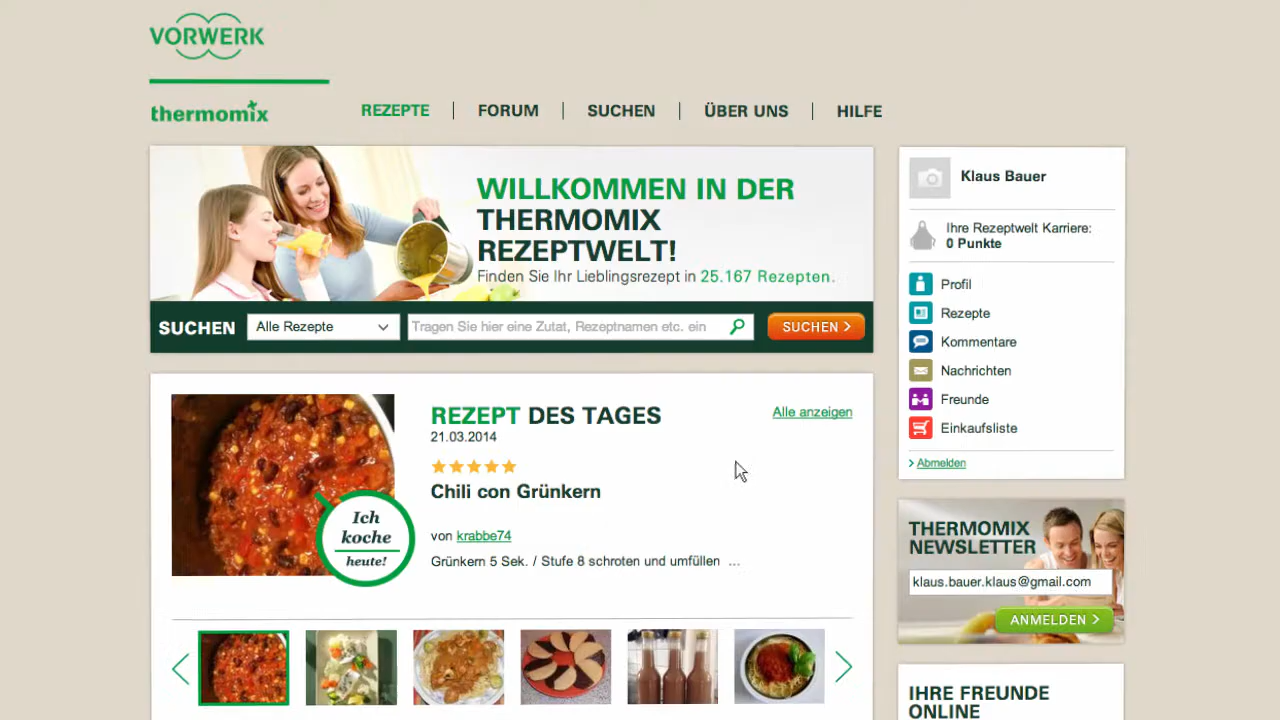 VORWERK
thermomix
REZEPTE
FORUM
SUCHEN
ÜBER UNS
HILFE
WILLKOMMEN IN DER
THERMOMIX
REZEPTWELT!
Finden Sie Ihr Lieblingsrezept in 25.167 Rezepten.
SUCHEN
Alle Rezepte
Tragen Sie hier eine Zutat, Rezeptnamen etc. ein
SUCHEN >
REZEPT DES TAGES
Alle anzeigen
21.03.2014
Chili con Grünkern
von krabbe74
Grünkern 5 Sek. / Stufe 8 schroten und umfüllen ...
Ich
koche
heute!
Klaus Bauer
Ihre Rezeptwelt Karriere:
0 Punkte
Profil
Rezepte
Kommentare
Nachrichten
Freunde
Einkaufsliste
> Abmelden
THERMOMIX
NEWSLETTER
klaus.bauer.klaus@gmail.com
ANMELDEN >
IHRE FREUNDE
ONLINE